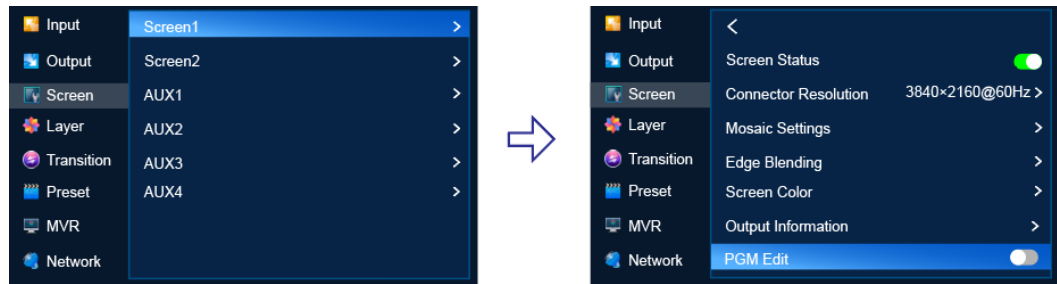 Input
Screen1 >
Output
Screen2 >
Screen
AUX1 >
Layer
AUX2 >
Transition
AUX3 >
Preset
AUX4 >
MVR
Network
Input
<
Output
Screen Status
Screen
Connector Resolution 3840×2160@60Hz >
Layer
Mosaic Settings >
Transition
Edge Blending >
Preset
Screen Color >
MVR
Output Information >
Network
PGM Edit